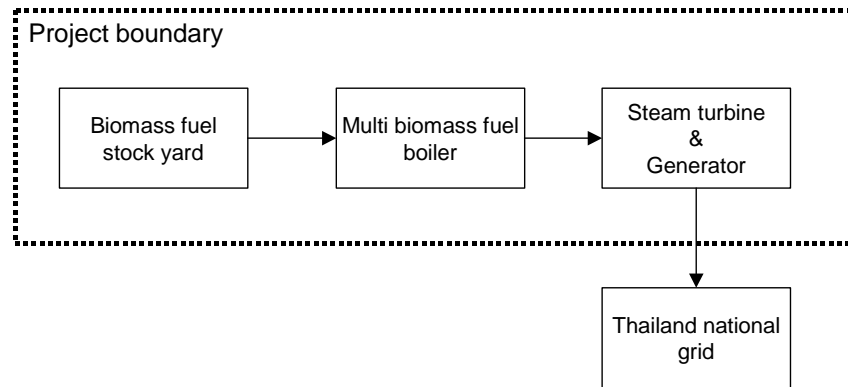 Project boundary
Biomass fuel
stock yard
Multi biomass fuel
boiler
Steam turbine
&
Generator
Thailand national
grid